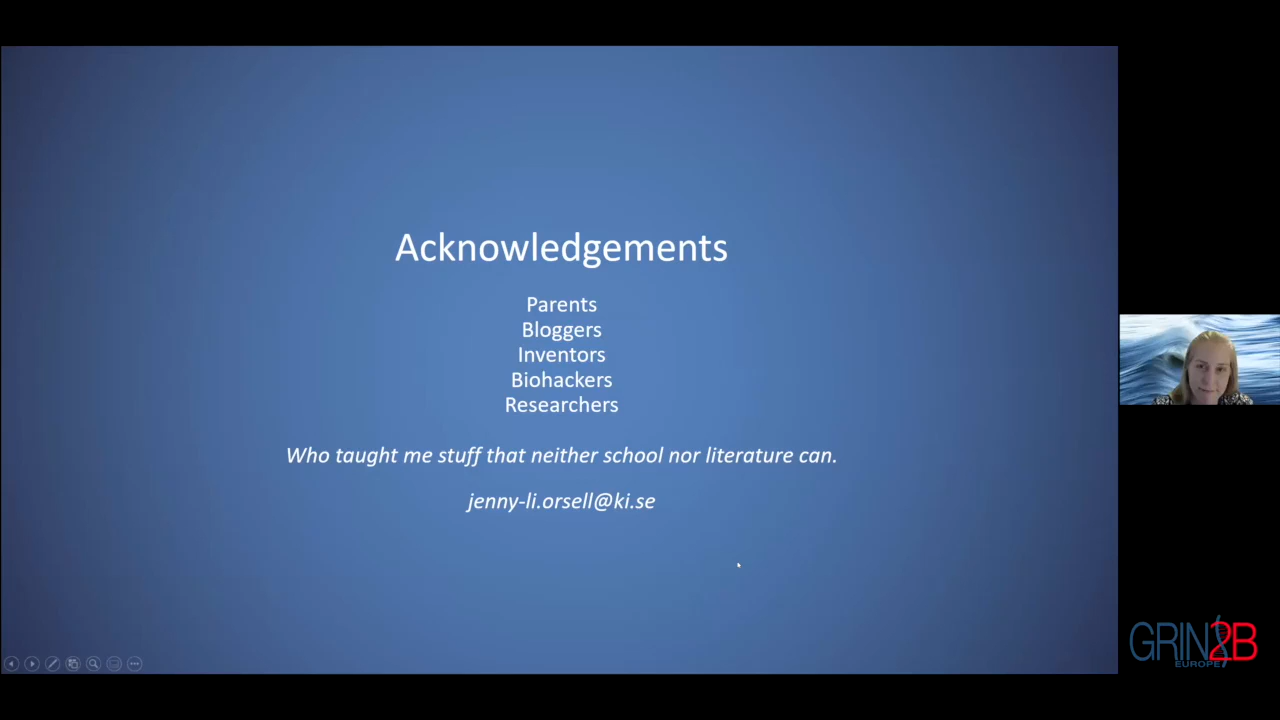 Acknowledgements
Parents
Bloggers
Inventors
Biohackers
Researchers
Who taught me stuff that neither school nor literature can.
jenny-li.orsell@ki.se
GRIN2B
EUROPE